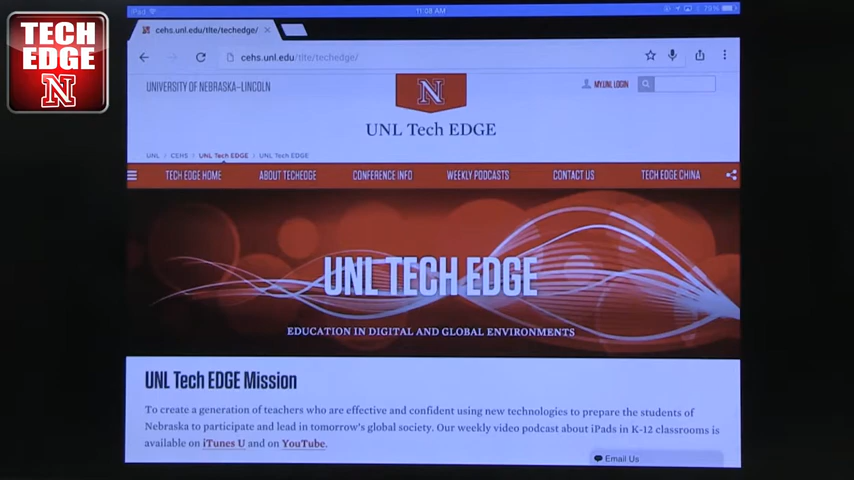 TECH
EDGE
N
iPad
11:08 AM
79%
cehs.unl.edu/tlte/techedge/
cehs.unl.edu/tlte/techedge/
UNIVERSITY OF NEBRASKA–LINCOLN
N
MY.UNL LOGIN
UNL Tech EDGE
UNL / CEHS / UNL Tech EDGE / UNL Tech EDGE
TECH EDGE HOME ABOUT TECHEDGE CONFERENCE INFO WEEKLY PODCASTS CONTACT US TECH EDGE CHINA
UNL TECH EDGE
EDUCATION IN DIGITAL AND GLOBAL ENVIRONMENTS
UNL Tech EDGE Mission
To create a generation of teachers who are effective and confident using new technologies to prepare the students of
Nebraska to participate and lead in tomorrow's global society. Our weekly video podcast about iPads in K-12 classrooms is
available on iTunes U and on YouTube.
Email Us